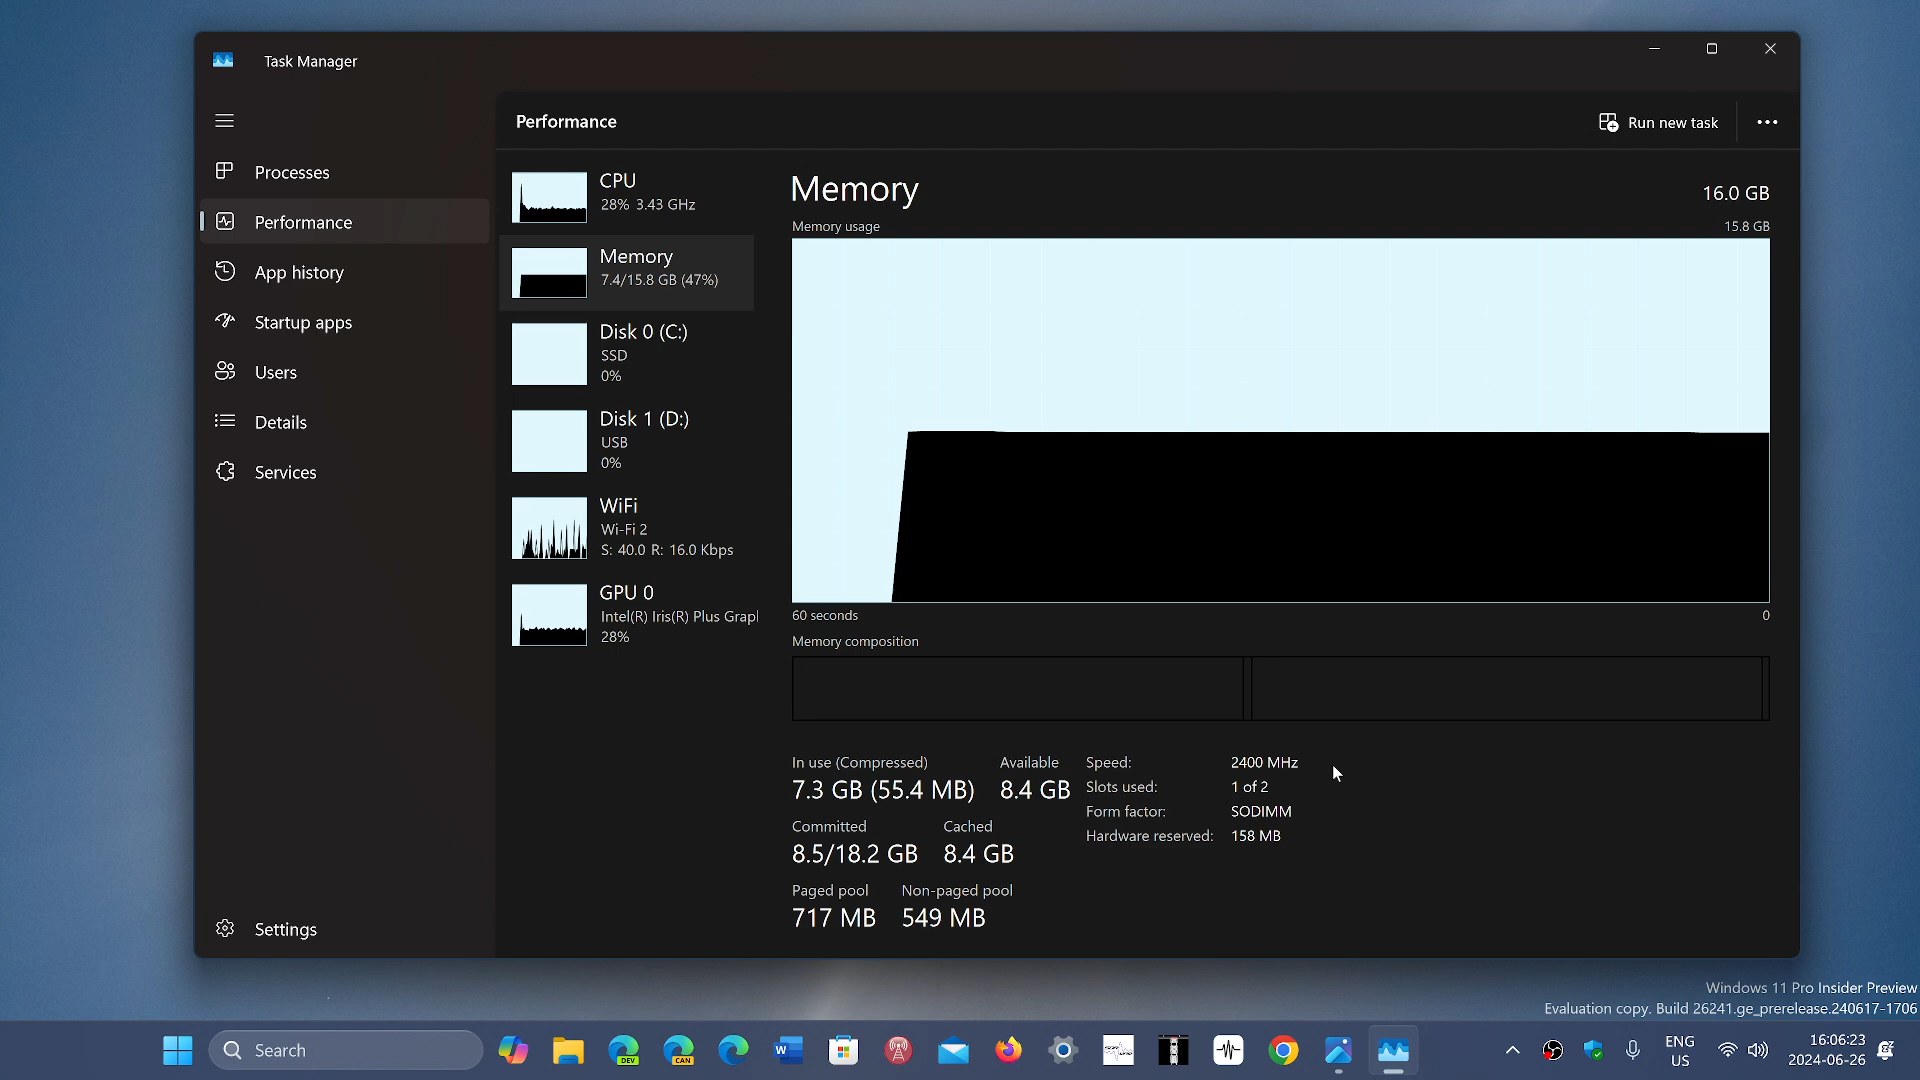 Task Manager
Performance
Run new task
Processes
Performance
App history
Startup apps
Users
Details
Services
Settings
CPU
28% 3.43 GHz
Memory
7.4/15.8 GB (47%)
Disk 0 (C:)
SSD
0%
Disk 1 (D:)
USB
0%
WiFi
Wi-Fi 2
S: 40.0 R: 16.0 Kbps
GPU 0
Intel(R) Iris(R) Plus Grapl
28%
Memory
16.0 GB
Memory usage
15.8 GB
60 seconds
0
Memory composition
In use (Compressed)
7.3 GB (55.4 MB)
Available
8.4 GB
Committed
8.5/18.2 GB
Cached
8.4 GB
Paged pool
717 MB
Non-paged pool
549 MB
Speed: 2400 MHz
Slots used: 1 of 2
Form factor: SODIMM
Hardware reserved: 158 MB
Windows 11 Pro Insider Preview
Evaluation copy. Build 26241.ge_prerelease.240617-1706
Search
DEV
CAN
W
ENG
US
16:06:23
2024-06-26